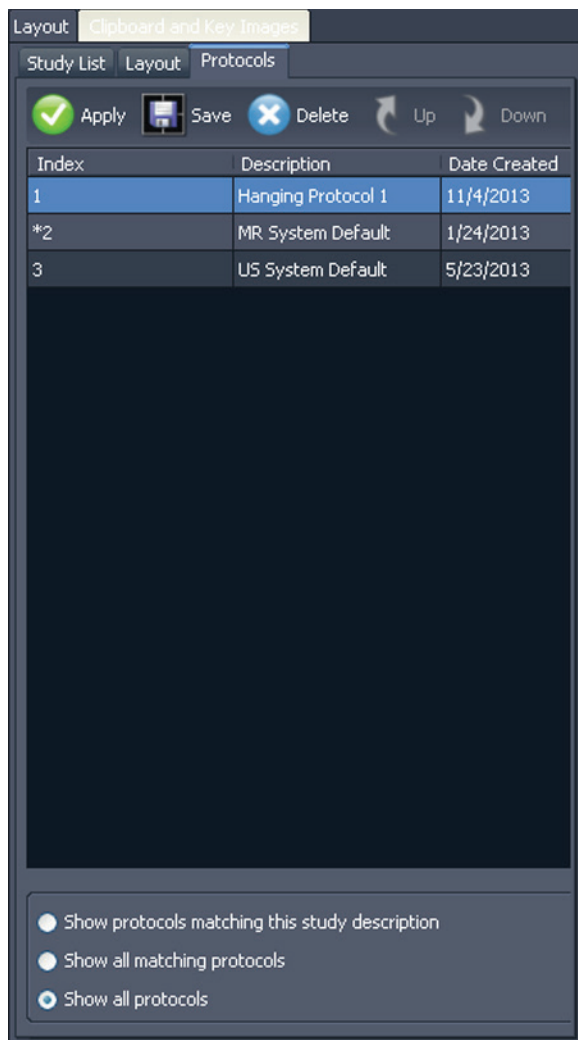 Layout Clipboard and Key Images
Study List Layout Protocols
Apply Save Delete Up Down
Index Description Date Created
1 Hanging Protocol 1 11/4/2013
*2 MR System Default 1/24/2013
3 US System Default 5/23/2013
Show protocols matching this study description
Show all matching protocols
Show all protocols